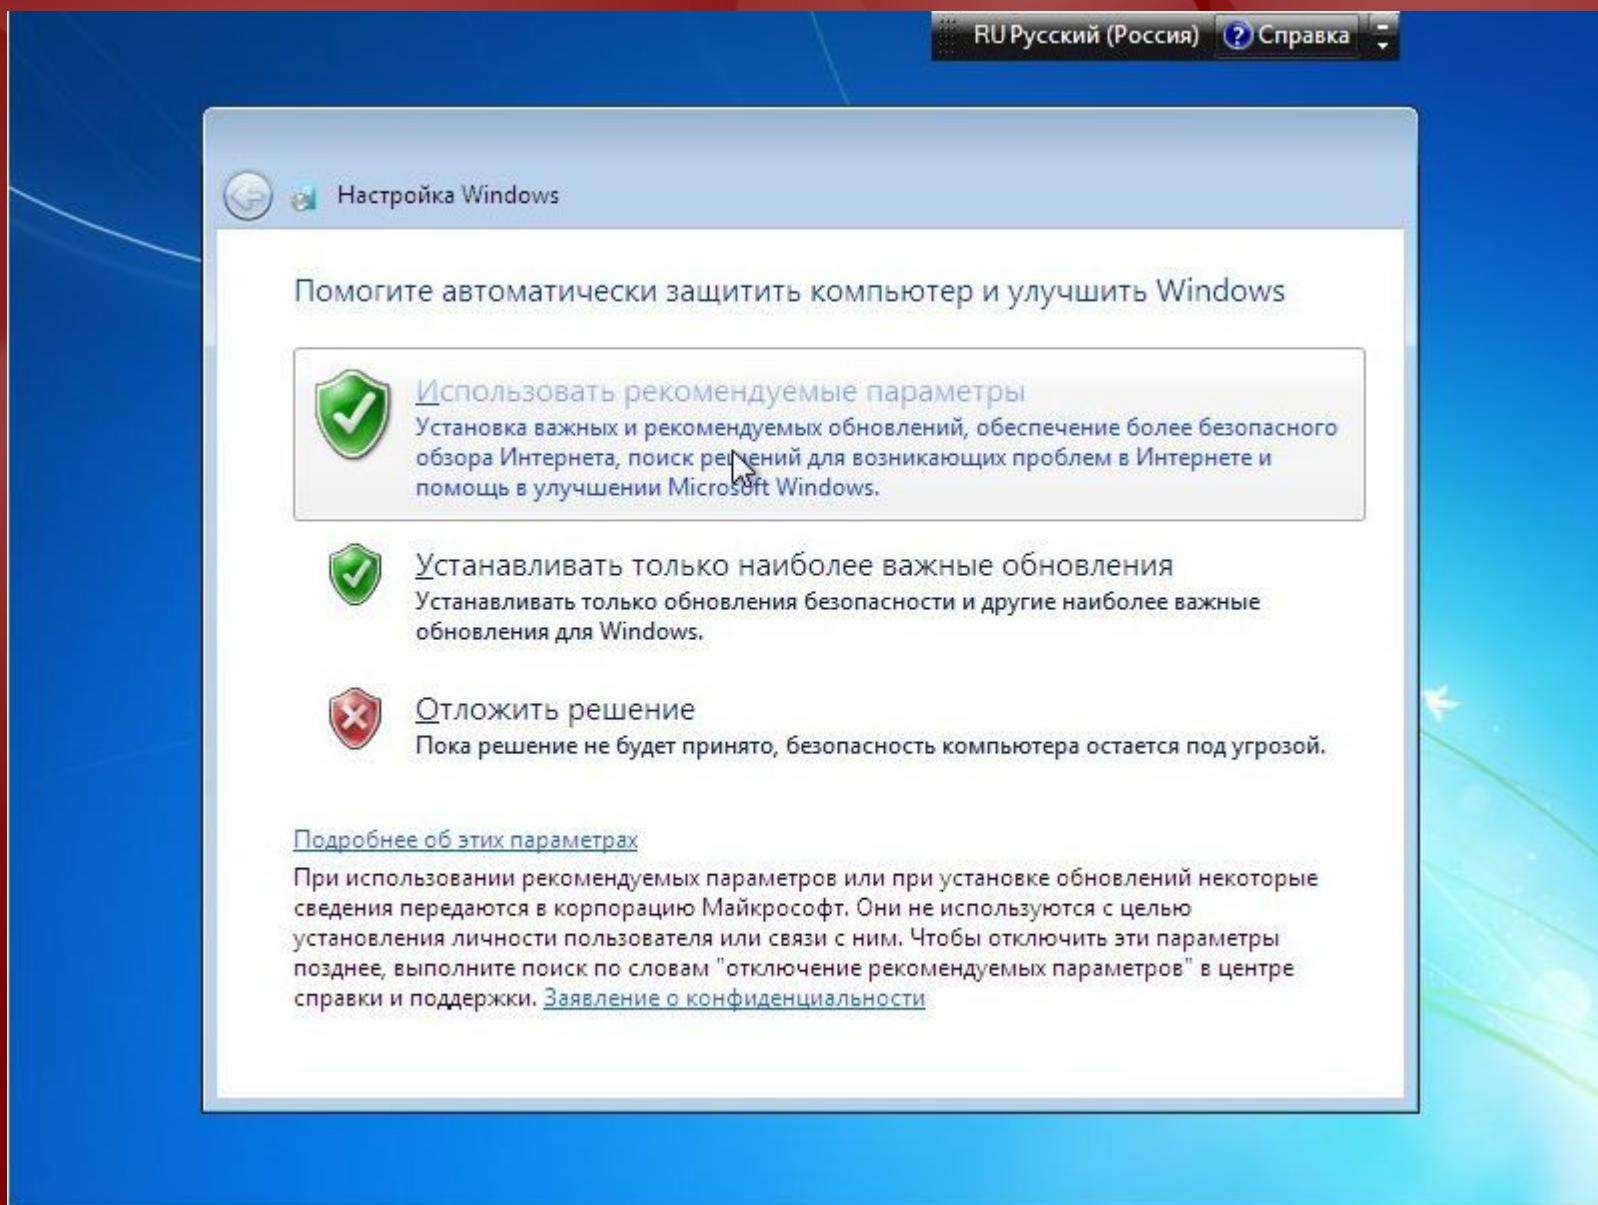 RU Русский (Россия) Справка
Настройка Windows
Помогите автоматически защитить компьютер и улучшить Windows
Использовать рекомендуемые параметры
Установка важных и рекомендуемых обновлений, обеспечение более безопасного
обзора Интернета, поиск решений для возникающих проблем в Интернете и
помощь в улучшении Microsoft Windows.
Устанавливать только наиболее важные обновления
Устанавливать только обновления безопасности и другие наиболее важные
обновления для Windows.
Отложить решение
Пока решение не будет принято, безопасность компьютера остается под угрозой.
Подробнее об этих параметрах
При использовании рекомендуемых параметров или при установке обновлений некоторые
сведения передаются в корпорацию Майкрософт. Они не используются с целью
установления личности пользователя или связи с ним. Чтобы отключить эти параметры
позднее, выполните поиск по словам "отключение рекомендуемых параметров" в центре
справки и поддержки. Заявление о конфиденциальности